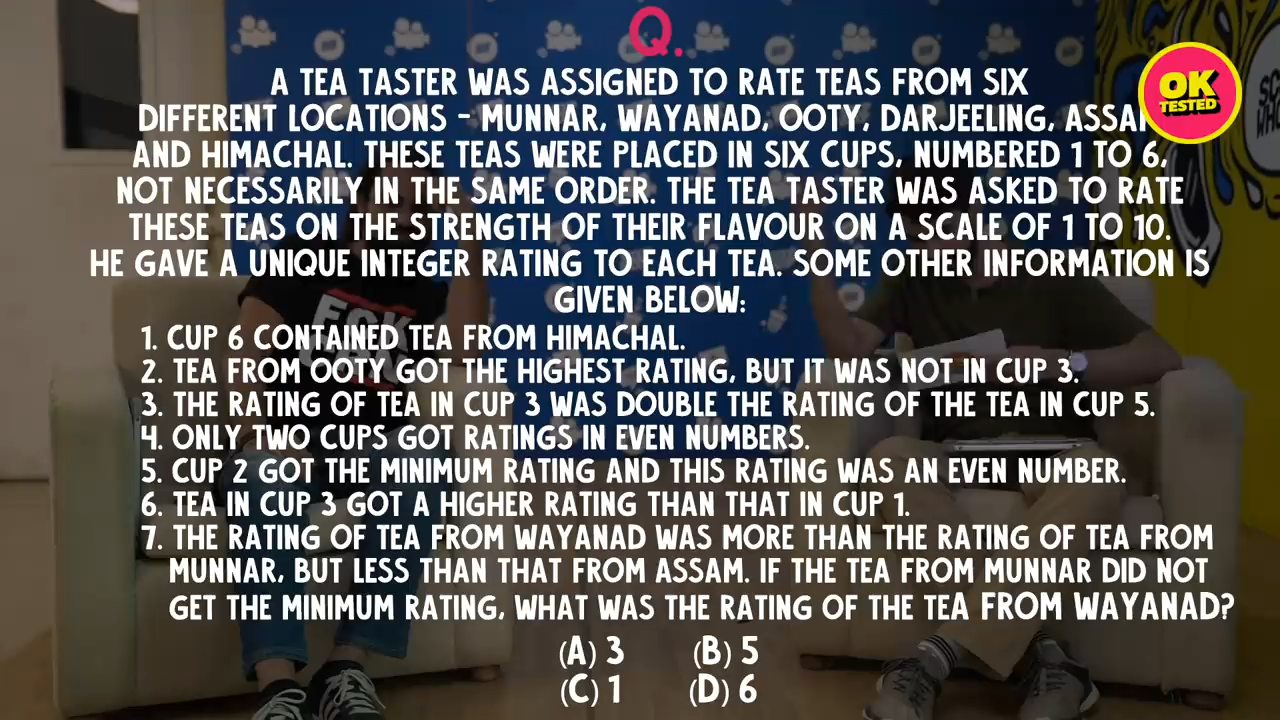 Q.
OK
TESTED
A TEA TASTER WAS ASSIGNED TO RATE TEAS FROM SIX
DIFFERENT LOCATIONS - MUNNAR, WAYANAD, OOTY, DARJEELING,
AND HIMACHAL. THESE TEAS WERE PLACED IN SIX CUPS, NUMBERED 1 TO 6,
NOT NECESSARILY IN THE SAME ORDER. THE TEA TASTER WAS ASKED TO RATE
THESE TEAS ON THE STRENGTH OF THEIR FLAVOUR ON A SCALE OF 1 TO 10.
HE GAVE A UNIQUE INTEGER RATING TO EACH TEA. SOME OTHER INFORMATION IS
GIVEN BELOW:
1. CUP 6 CONTAINED TEA FROM HIMACHAL.
2. TEA FROM OOTY GOT THE HIGHEST RATING, BUT IT WAS NOT IN CUP 3.
3. THE RATING OF TEA IN CUP 3 WAS DOUBLE THE RATING OF THE TEA IN CUP 5.
4. ONLY TWO CUPS GOT RATINGS IN EVEN NUMBERS.
5. CUP 2 GOT THE MINIMUM RATING AND THIS RATING WAS AN EVEN NUMBER.
6. TEA IN CUP 3 GOT A HIGHER RATING THAN THAT IN CUP 1.
7. THE RATING OF TEA FROM WAYANAD WAS MORE THAN THE RATING OF TEA FROM
MUNNAR, BUT LESS THAN THAT FROM ASSAM. IF THE TEA FROM MUNNAR DID NOT
GET THE MINIMUM RATING, WHAT WAS THE RATING OF THE TEA FROM WAYANAD?
(A) 3 (B) 5
(C) 1 (D) 6